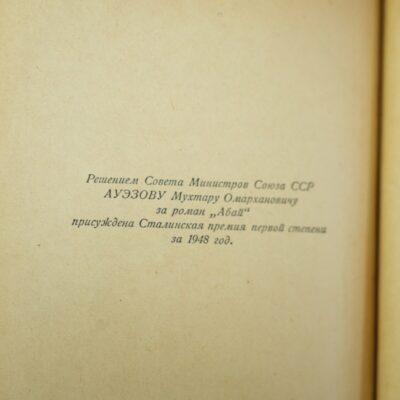 Решением Совета Министров Союза ССР
АУЭЗОВУ Мухтару Омархановичу
за роман „Абай“
присуждена Сталинская премия первой степени
за 1948 год.